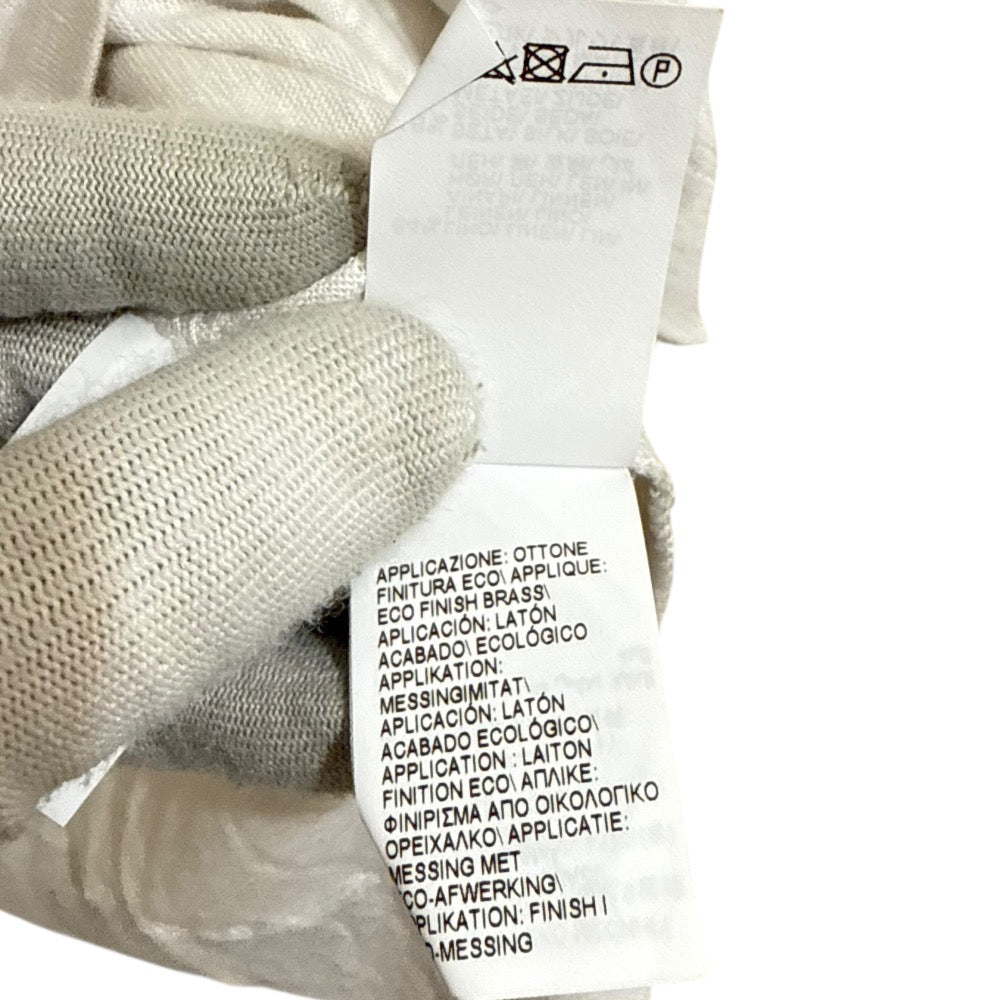 P
APPLICAZIONE: OTTONE
FINITURA ECO\ APPLIQUE:
ECO FINISH BRASS\
APLICACIÓN: LATÓN
ACABADO\ ECOLÓGICO
APPLIKATION:
MESSINGIMITAT\
APLICACIÓN: LATÓN
ACABADO ECOLÓGICO\
APPLICATION : LAITON
FINITION ECO\ ΑΠΛΙΚΕ:
ΦΙΝΙΡΙΣΜΑ ΑΠΟ ΟΙΚΟΛΟΓΙΚΟ
ΟΡΕΙΧΑΛΚΟ\ APPLICATIE:
MESSING MET
CO-AFWERKING\
PLIKATION: FINISH I
-MESSING